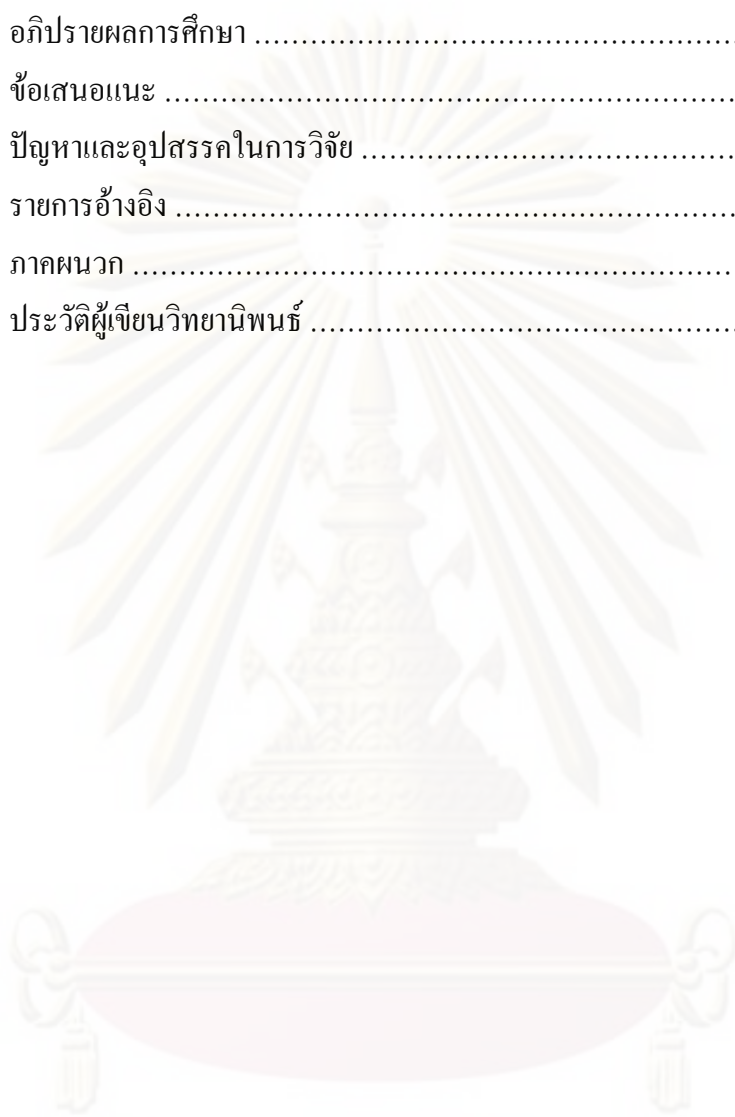 อภิปรายผลการศึกษา ........................................................
ข้อเสนอแนะ ...................................................................
ปัญหาและอุปสรรคในการวิจัย .............................................
รายการอ้างอิง ..................................................................
ภาคผนวก ........................................................................
ประวัติผู้เขียนวิทยานิพนธ์ ...................................................